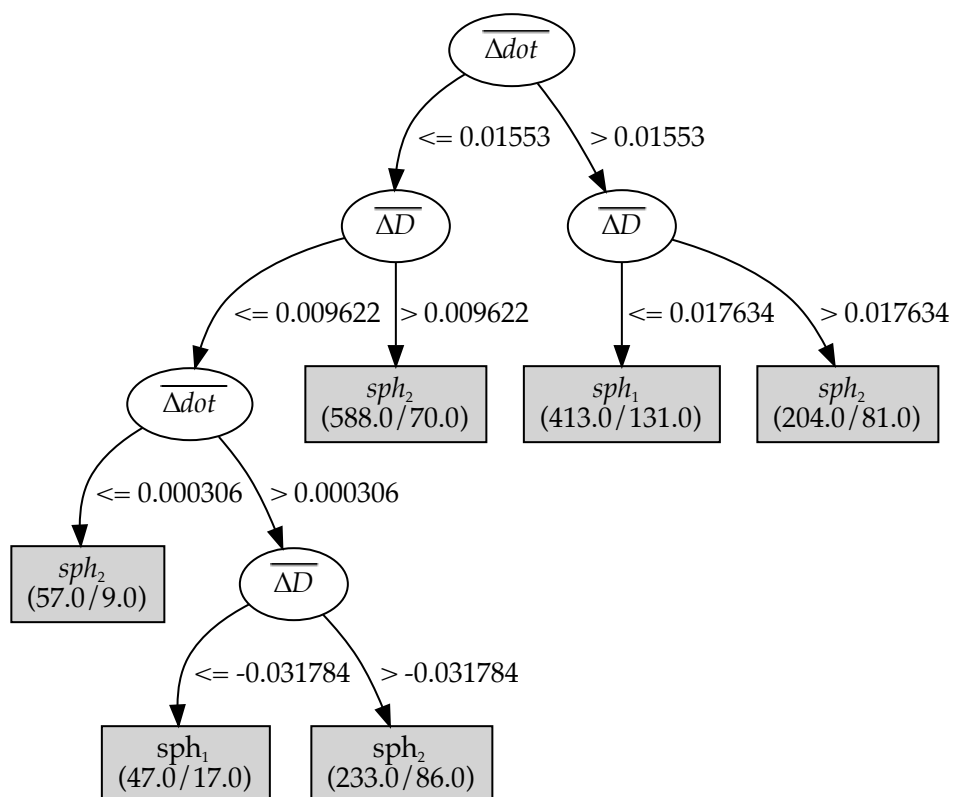 Δdot
<= 0.01553 > 0.01553
ΔD ΔD
<= 0.009622 > 0.009622 <= 0.017634 > 0.017634
Δdot
sph₂
(588.0/70.0)
sph₁
(413.0/131.0)
sph₂
(204.0/81.0)
<= 0.000306 > 0.000306
sph₂
(57.0/9.0)
ΔD
<= -0.031784 > -0.031784
sph₁
(47.0/17.0)
sph₂
(233.0/86.0)